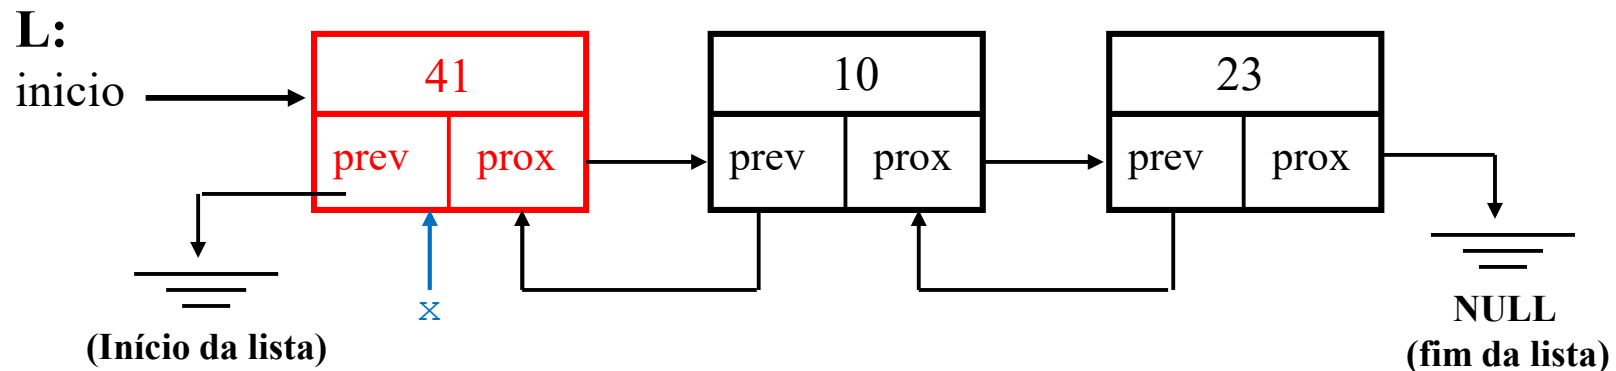 L:
inicio
41
10
23
prev prox
prev prox
prev prox
x
(Início da lista)
NULL
(fim da lista)